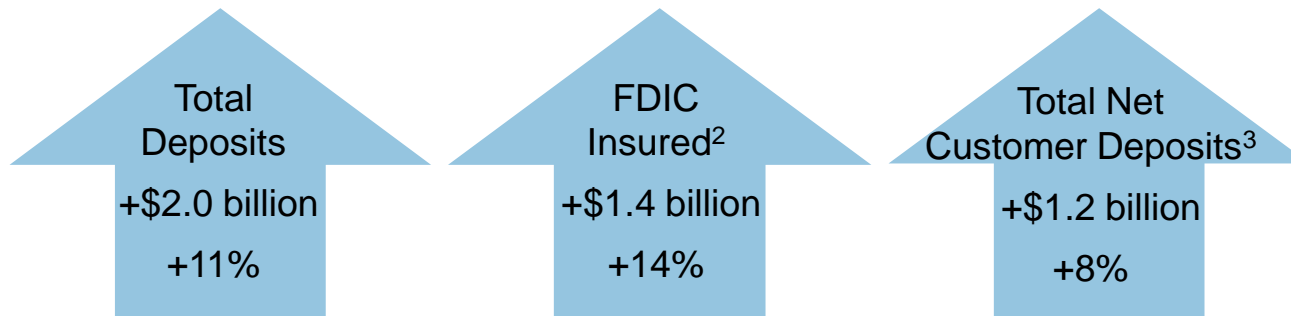 Total
Deposits
+$2.0 billion
+11%
FDIC
Insured²
+$1.4 billion
+14%
Total Net
Customer Deposits³
+$1.2 billion
+8%